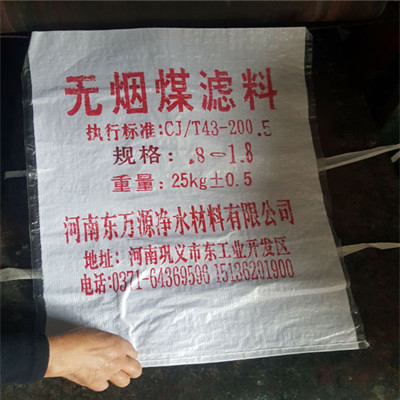 无烟煤滤料
执行标准:CJ/T43-200.5
规格: .8-1.8
重量: 25kg±0.5
河南东万源净水材料有限公司
地址: 河南巩义市东工业开发区
电话:0371-64369596 15136201900